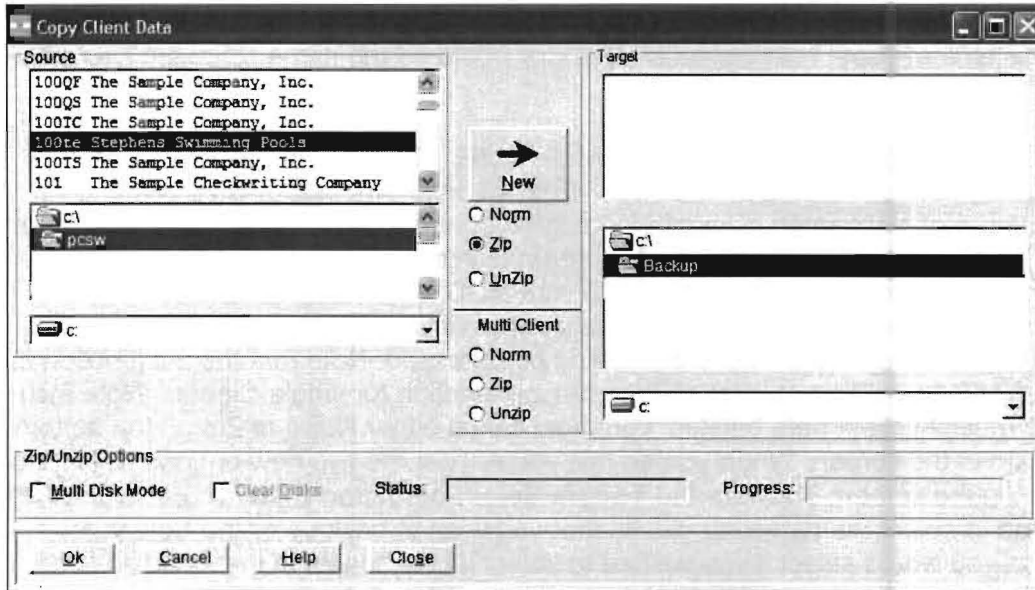 Copy Client Data
Source
100QF The Sample Company, Inc.
100QS The Sample Company, Inc.
100TC The Sample Company, Inc.
100te Stephens Swimming Pools
100TS The Sample Company, Inc.
101 The Sample Checkwriting Company
c:\
pcsw
c:
New
Norm
Zip
UnZip
Multi Client
Norm
Zip
Unzip
Target
c:\
Backup
c:
Zip/Unzip Options
Multi Disk Mode
Clear Disks
Status:
Progress:
Ok
Cancel
Help
Close